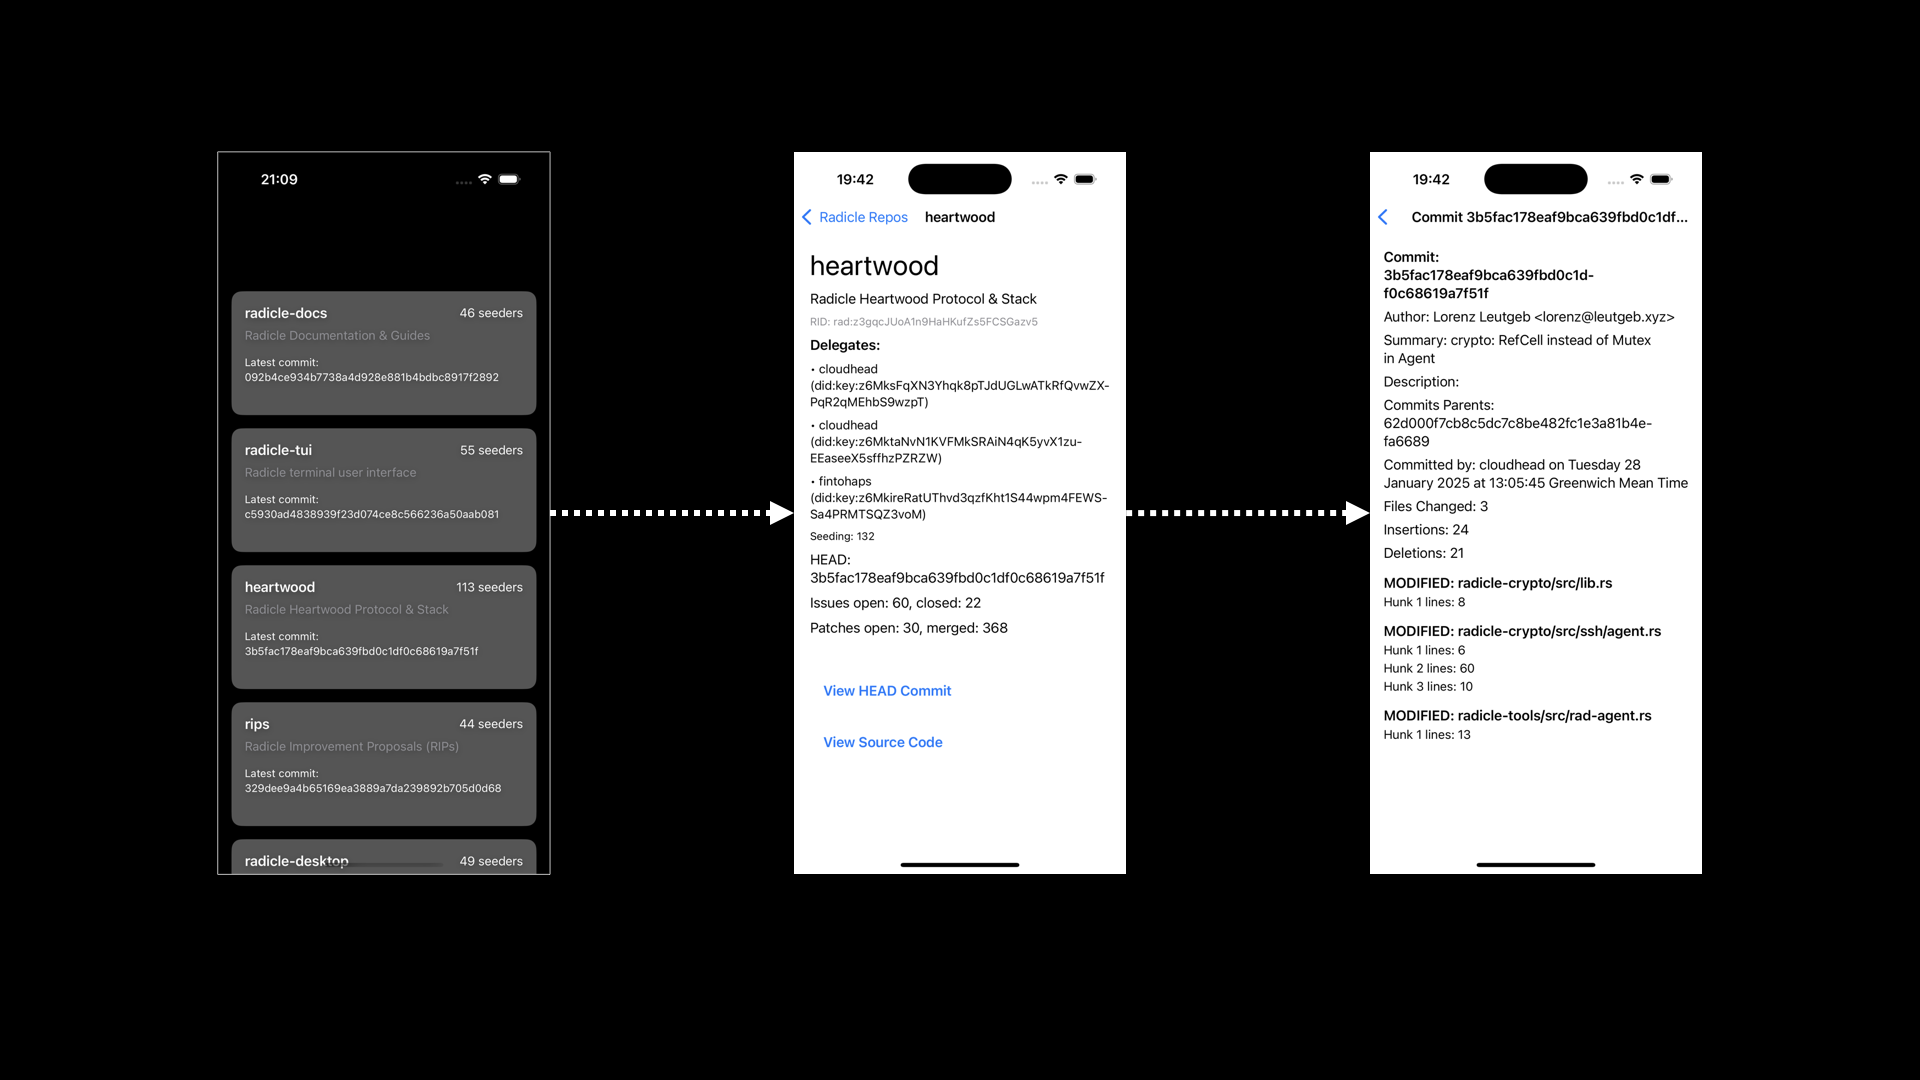 21:09
radicle-docs
46 seeders
Radicle Documentation & Guides
Latest commit:
092b4ce934b7738a4d928e881b4bdbc8917f2892
radicle-tui
55 seeders
Radicle terminal user interface
Latest commit:
c5930ad4838939f23d074ce8c566236a50aab081
heartwood
113 seeders
Radicle Heartwood Protocol & Stack
Latest commit:
3b5fac178eaf9bca639fbd0c1df0c68619a7f51f
rips
44 seeders
Radicle Improvement Proposals (RIPs)
Latest commit:
329dee9a4b65169ea3889a7da239892b705d0d68
radicle-desktop
49 seeders
19:42
Radicle Repos
heartwood
heartwood
Radicle Heartwood Protocol & Stack
RID: rad:z3gqcJUoA1n9HaHKufZs5FCSGazv5
Delegates:
• cloudhead
(did:key:z6MksFqXN3Yhqk8pTJdUGLwATkRfQvwZX-
PqR2qMEhbS9wzpT)
• cloudhead
(did:key:z6MktaNvN1KVFMkSRAiN4qK5yvX1zu-
EEaseeX5sffhzPZRZW)
• fintohaps
(did:key:z6MkireRatUThvd3qzfKht1S44wpm4FEWS-
Sa4PRMTSQZ3voM)
Seeding: 132
HEAD:
3b5fac178eaf9bca639fbd0c1df0c68619a7f51f
Issues open: 60, closed: 22
Patches open: 30, merged: 368
View HEAD Commit
View Source Code
19:42
Commit 3b5fac178eaf9bca639fbd0c1df...
Commit:
3b5fac178eaf9bca639fbd0c1d-
f0c68619a7f51f
Author: Lorenz Leutgeb <lorenz@leutgeb.xyz>
Summary: crypto: RefCell instead of Mutex
in Agent
Description:
Commits Parents:
62d000f7cb8c5dc7c8be482fc1e3a81b4e-
fa6689
Committed by: cloudhead on Tuesday 28
January 2025 at 13:05:45 Greenwich Mean Time
Files Changed: 3
Insertions: 24
Deletions: 21
MODIFIED: radicle-crypto/src/lib.rs
Hunk 1 lines: 8
MODIFIED: radicle-crypto/src/ssh/agent.rs
Hunk 1 lines: 6
Hunk 2 lines: 60
Hunk 3 lines: 10
MODIFIED: radicle-tools/src/rad-agent.rs
Hunk 1 lines: 13